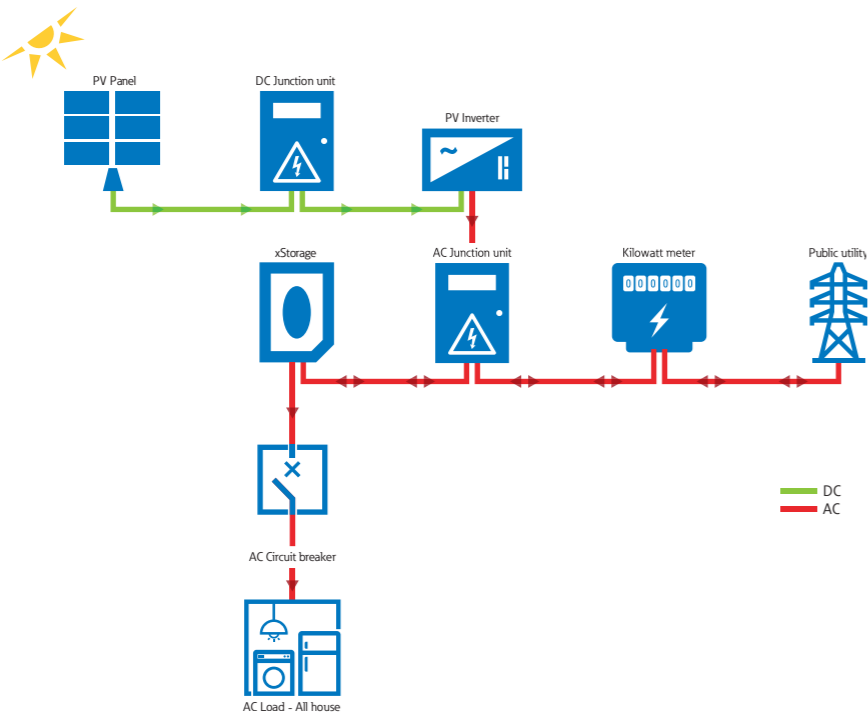 PV Panel
DC Junction unit
PV Inverter
xStorage
AC Junction unit
Kilowatt meter
Public utility
000000
DC
AC
AC Circuit breaker
AC Load - All house